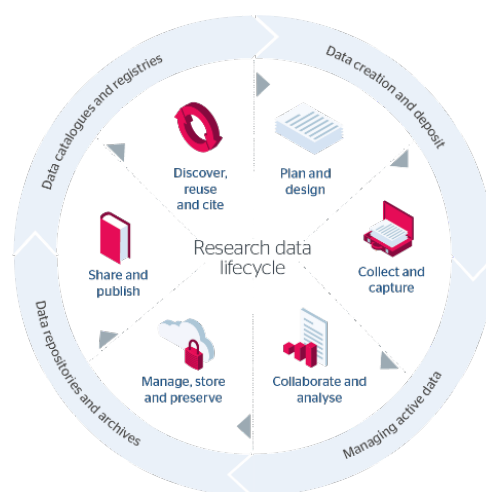 Data catalogues and registries
Data creation and deposit
Discover,
reuse
and cite
Plan and
design
Share and
publish
Research data
lifecycle
Collect and
capture
Manage, store
and preserve
Collaborate and
analyse
Data repositories and archives
Managing active data